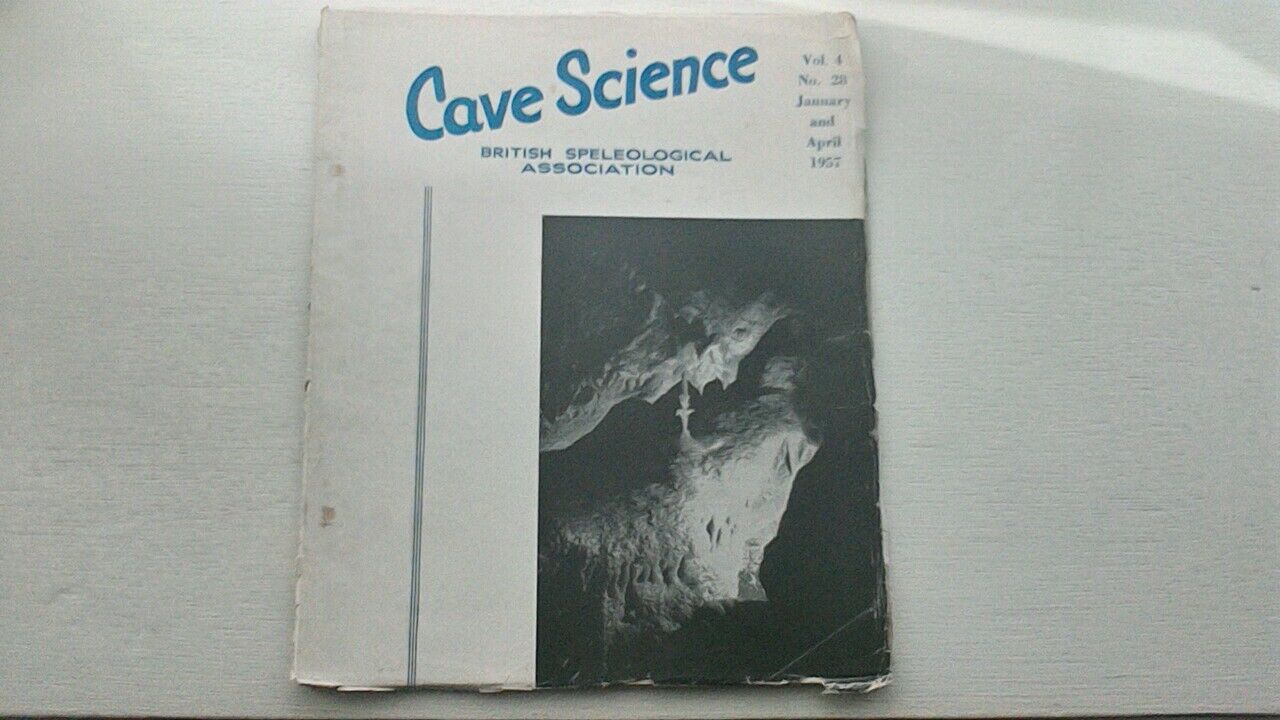 Cave Science
BRITISH SPELEOLOGICAL
ASSOCIATION
Vol. 4
No. 28
January
and
April
1957